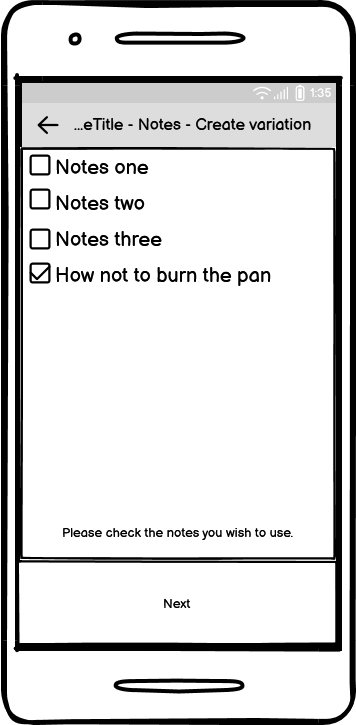 1:35
...eTitle - Notes - Create variation
Notes one
Notes two
Notes three
How not to burn the pan
Please check the notes you wish to use.
Next